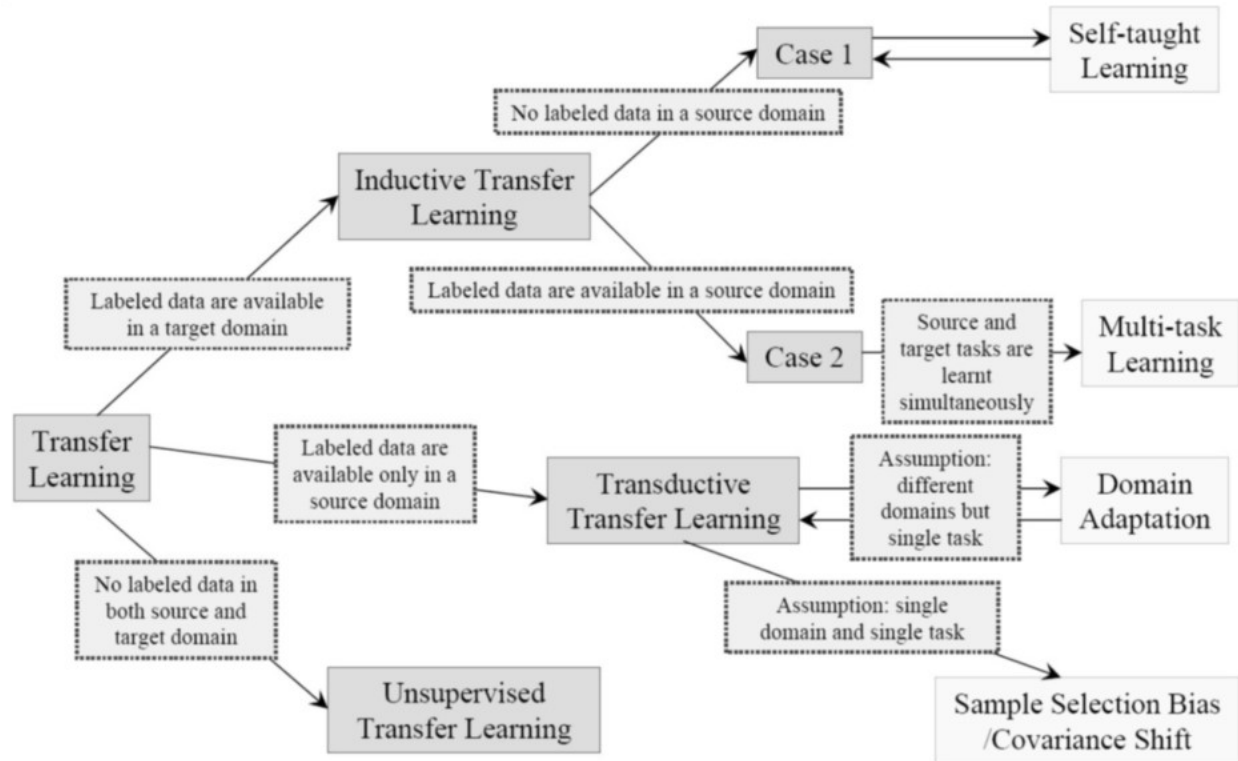 Case 1
Self-taught
Learning
No labeled data in a source domain
Inductive Transfer
Learning
Labeled data are available
in a target domain
Labeled data are available in a source domain
Case 2
Source and
target tasks are
learnt
simultaneously
Multi-task
Learning
Transfer
Learning
Labeled data are
available only in a
source domain
Transductive
Transfer Learning
Assumption:
different
domains but
single task
Domain
Adaptation
No labeled data in
both source and
target domain
Assumption: single
domain and single task
Unsupervised
Transfer Learning
Sample Selection Bias
/Covariance Shift